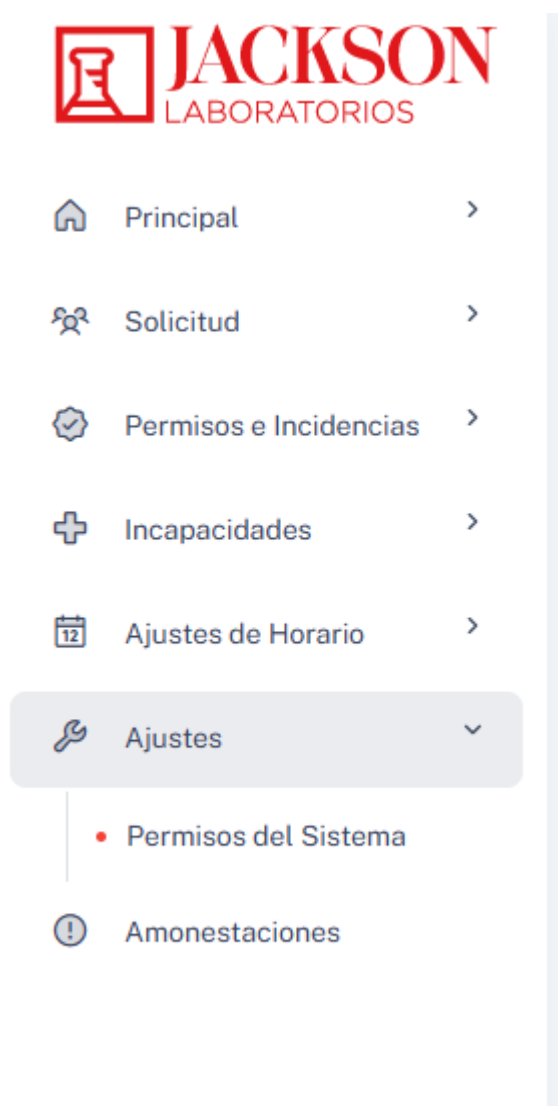 JACKSON
LABORATORIOS
Principal
Solicitud
Permisos e Incidencias
Incapacidades
12
Ajustes de Horario
Ajustes
Permisos del Sistema
Amonestaciones